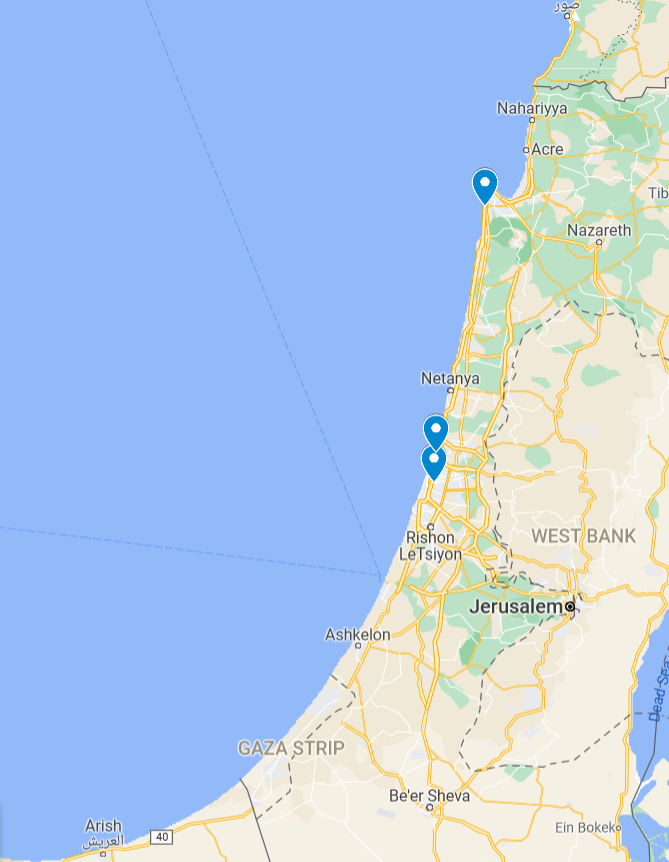 صور
Nahariyya
Acre
Tib
Nazareth
Netanya
Rishon
LeTsiyon
WEST BANK
Jerusalem
Ashkelon
Dead Sea
GAZA STRIP
Be'er Sheva
Arish
العريش
40
Ein Bokek